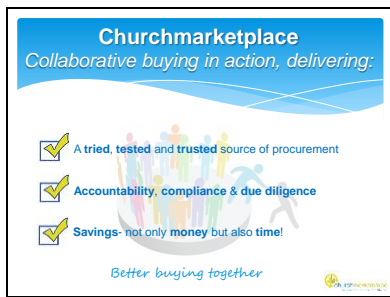 Churchmarketplace
Collaborative buying in action, delivering:
A tried, tested and trusted source of procurement
Accountability, compliance & due diligence
Savings- not only money but also time!
Better buying together
churchmarketplace